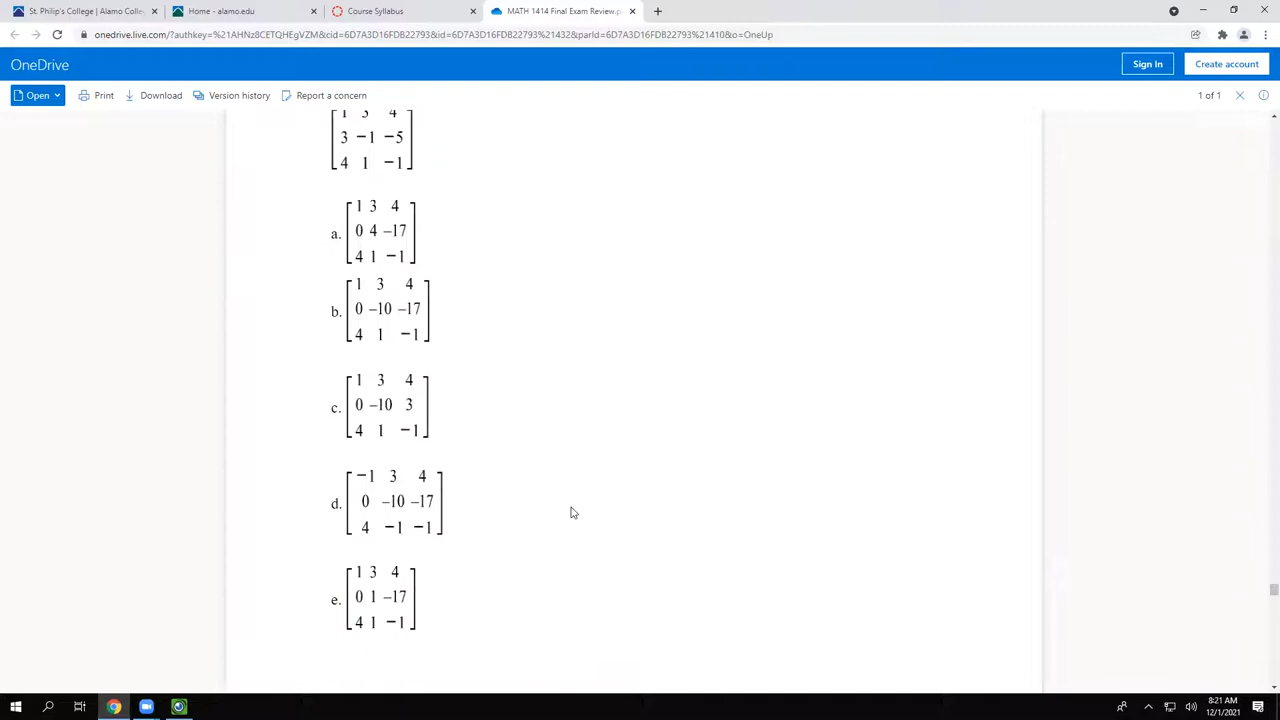 St. Philip's College | Alamo Colle
Home - alamo.edu
Course Syllabus
MATH 1414 Final Exam Review.p
onedrive.live.com/?authkey=%21AHNz8CETQHEgVZM&cid=6D7A3D16FDB22793&id=6D7A3D16FDB22793%21432&parId=6D7A3D16FDB22793%21410&o=OneUp
OneDrive
Sign In
Create account
Open
Print
Download
Version history
Report a concern
1 of 1
1 3 4
3 −1 −5
4 1 −1
a.
1 3 4
0 4 −17
4 1 −1
b.
1 3 4
0 −10 −17
4 1 −1
c.
1 3 4
0 −10 3
4 1 −1
d.
−1 3 4
0 −10 −17
4 −1 −1
e.
1 3 4
0 1 −17
4 1 −1
8:21 AM
12/1/2021